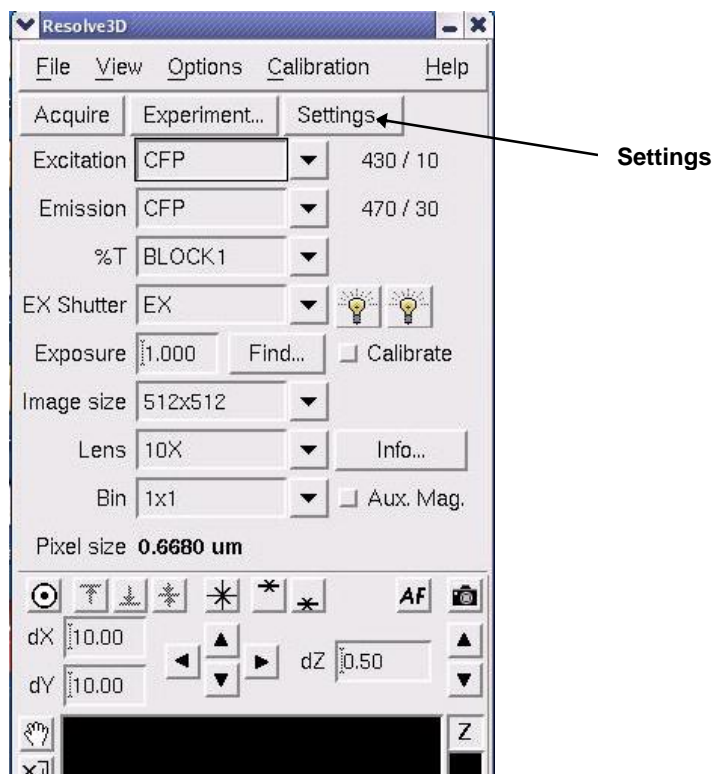 Resolve3D
File View Options Calibration Help
Acquire Experiment... Settings...
Settings
Excitation CFP 430 / 10
Emission CFP 470 / 30
%T BLOCK1
EX Shutter EX
Exposure 1.000 Find... Calibrate
Image size 512x512
Lens 10X Info...
Bin 1x1 Aux. Mag.
Pixel size 0.6680 um
AF
dX 10.00
dZ 0.50
dY 10.00
Z